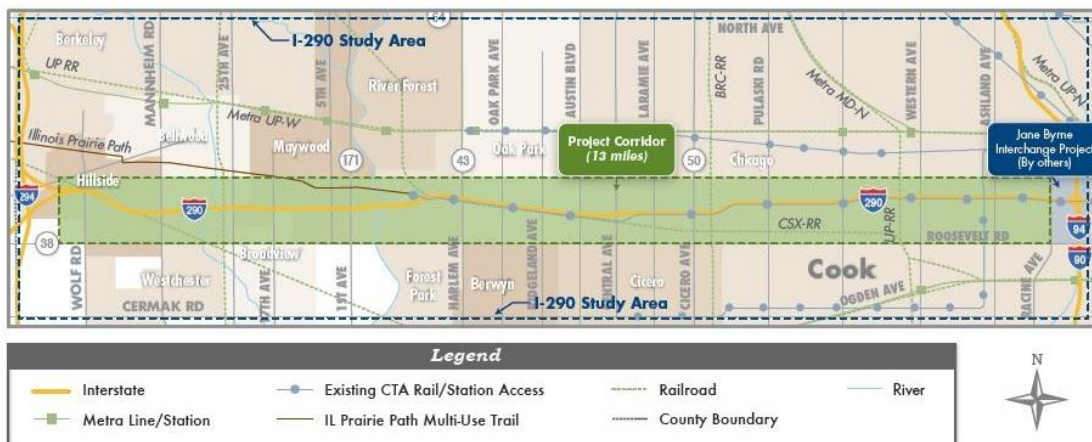 64
Berkeley
UP RR
MANNHEIM RD
25TH AVE
I-290 Study Area
5TH AVE
River Forest
OAK PARK AVE
AUSTIN BLVD
LARAMIE AVE
NORTH AVE
BRC-RR
PULASKI RD
Metra MD-N
WESTERN AVE
ASHLAND AVE
Metra UP-N
Metra UP-W
Illinois Prairie Path
Bellwood
Maywood
171
43
Oak Park
Project Corridor
(13 miles)
50
Chicago
Jane Byrne
Interchange Project
(By others)
Hillside
294
290
290
CSX-RR
UP-RR
ROOSEVELT RD
94
38
WOLF RD
Westchester
Broadview
CERMAK RD
17TH AVE
1ST AVE
Forest
Park
HARLEM AVE
Berwyn
RIDGELAND AVE
CENTRAL AVE
Cicero
CICERO AVE
Cook
OGDEN AVE
RACINE AVE
90
I-290 Study Area
Legend
Interstate
Existing CTA Rail/Station Access
Railroad
River
Metra Line/Station
IL Prairie Path Multi-Use Trail
County Boundary
N